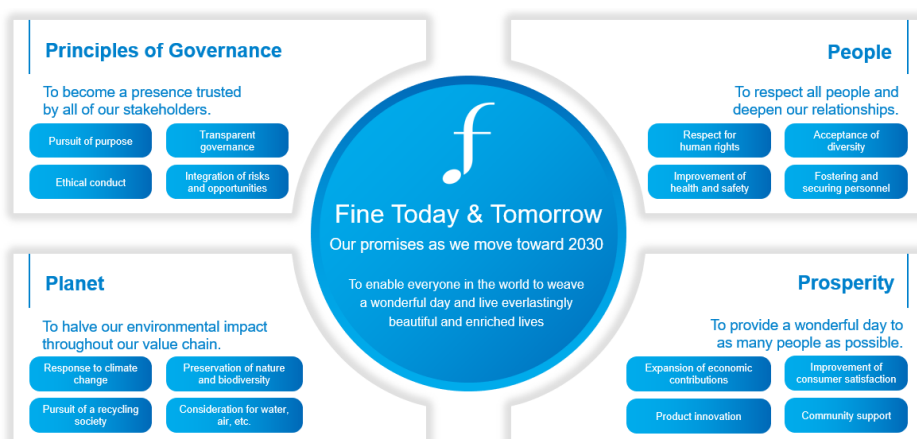 Principles of Governance
To become a presence trusted
by all of our stakeholders.
Pursuit of purpose
Transparent
governance
Ethical conduct
Integration of risks
and opportunities
People
To respect all people and
deepen our relationships.
Respect for
human rights
Acceptance of
diversity
Improvement of
health and safety
Fostering and
securing personnel
f
Fine Today & Tomorrow
Our promises as we move toward 2030
To enable everyone in the world to weave
a wonderful day and live everlastingly
beautiful and enriched lives
Planet
To halve our environmental impact
throughout our value chain.
Response to climate
change
Preservation of nature
and biodiversity
Pursuit of a recycling
society
Consideration for water,
air, etc.
Prosperity
To provide a wonderful day to
as many people as possible.
Expansion of economic
contributions
Improvement of
consumer satisfaction
Product innovation
Community support